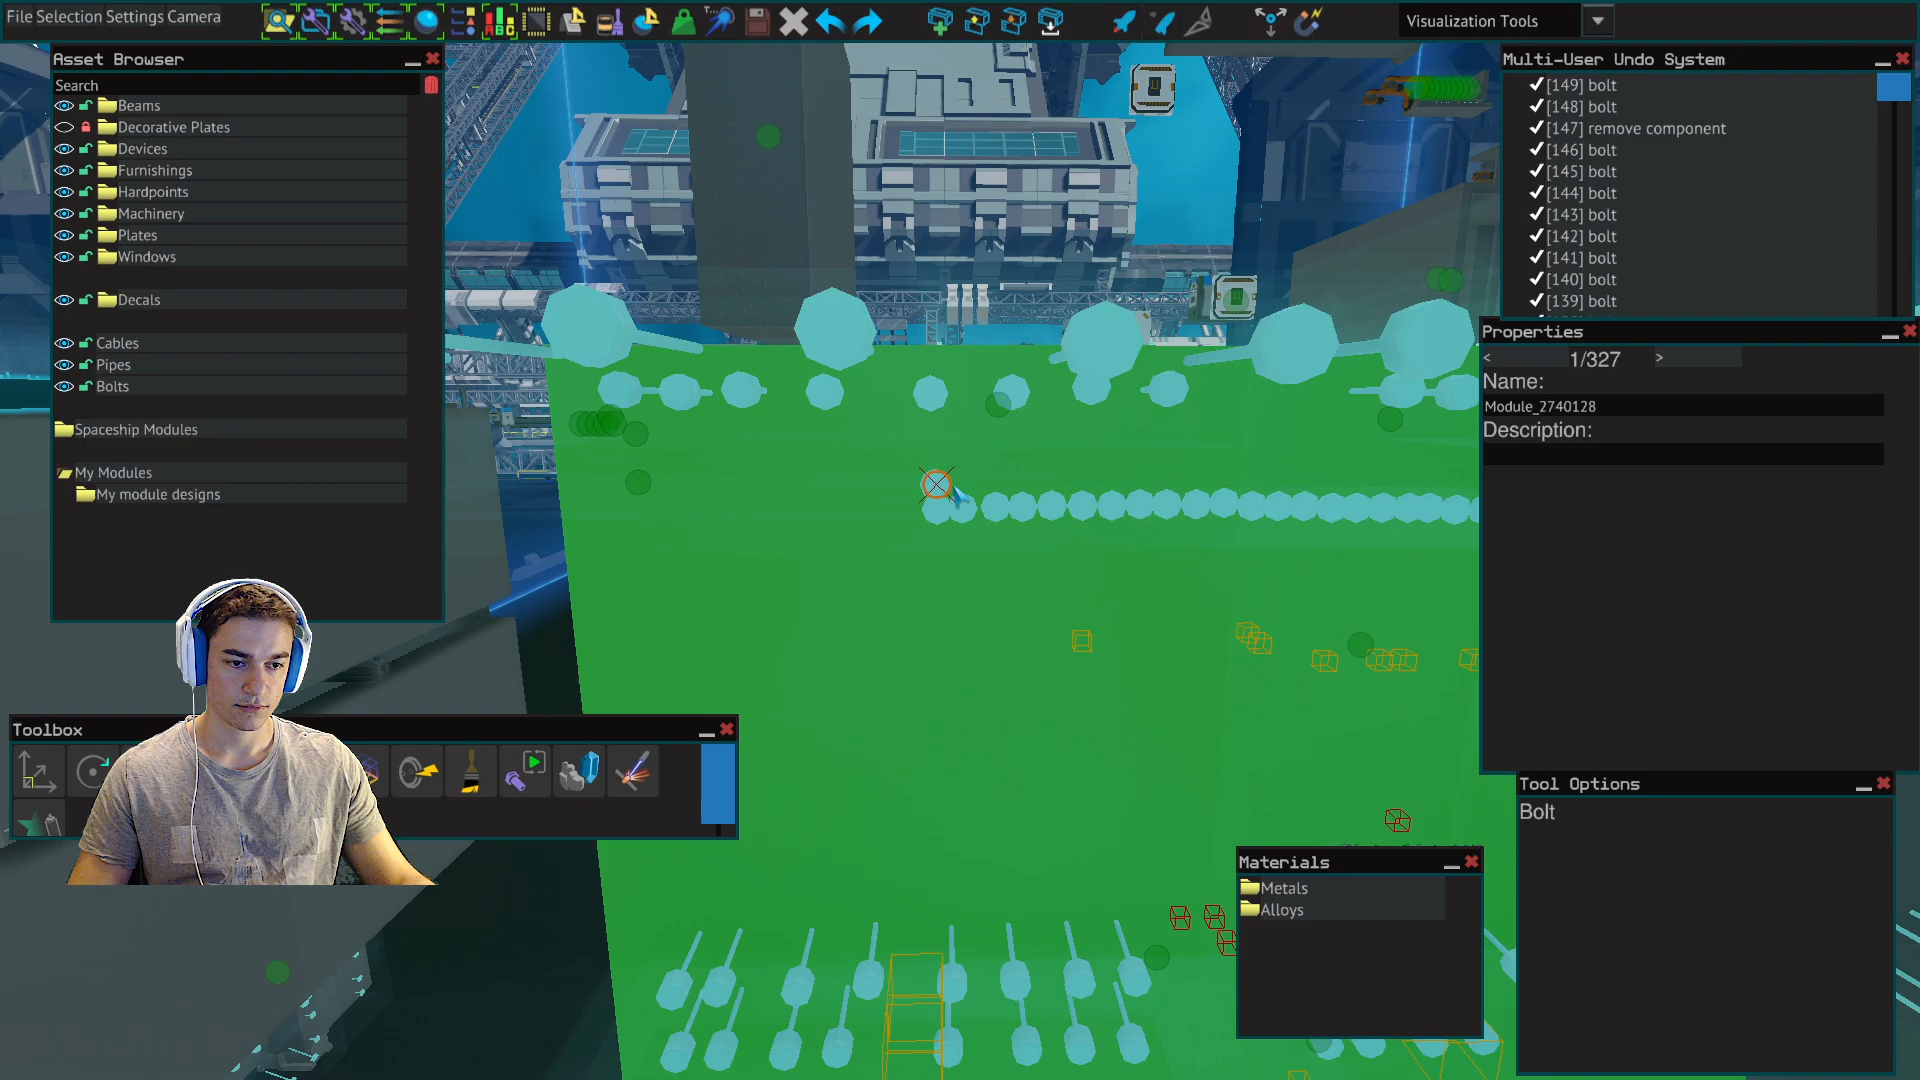 File Selection Settings Camera
Visualization Tools
Asset Browser
Search
Beams
Decorative Plates
Devices
Furnishings
Hardpoints
Machinery
Plates
Windows
Decals
Cables
Pipes
Bolts
Spaceship Modules
My Modules
My module designs
Multi-User Undo System
[149] bolt
[148] bolt
[147] remove component
[146] bolt
[145] bolt
[144] bolt
[143] bolt
[142] bolt
[141] bolt
[140] bolt
[139] bolt
Properties
< 1/327 >
Name:
Module_2740128
Description:
Toolbox
Tool Options
Bolt
Materials
Metals
Alloys
ABC